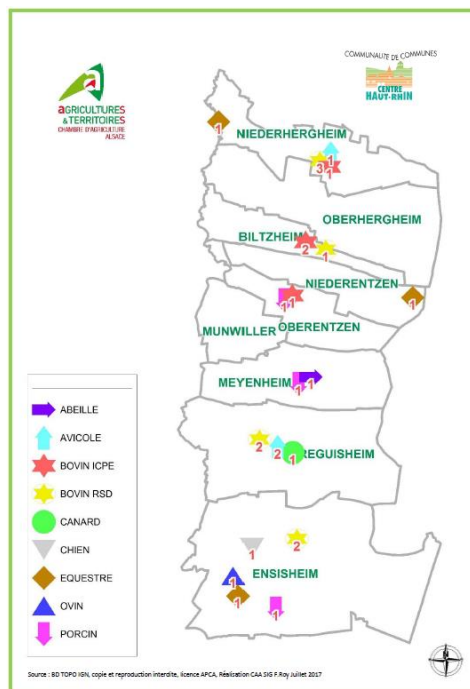 COMMUNAUTÉ DE COMMUNES
CENTRE
HAUT-RHIN
AGRICULTURES
& TERRITOIRES
CHAMBRE D'AGRICULTURE
ALSACE
1
NIEDERHERGHEIM
1
3
1
OBERHERGHEIM
BILTZHEIM
2
1
NIEDERENTZEN
1
1
1
MUNWILLER
OBERENTZEN
MEYENHEIM
1
1
2
2
1
REGUISHEIM
2
1
ENSISHEIM
1
1
1
ABEILLE
AVICOLE
BOVIN ICPE
BOVIN RSD
CANARD
CHIEN
EQUESTRE
OVIN
PORCIN
Source : BD TOPO IGN, copie et reproduction interdite, licence APCA, Réalisation CAA SIG F.Roy Juillet 2017